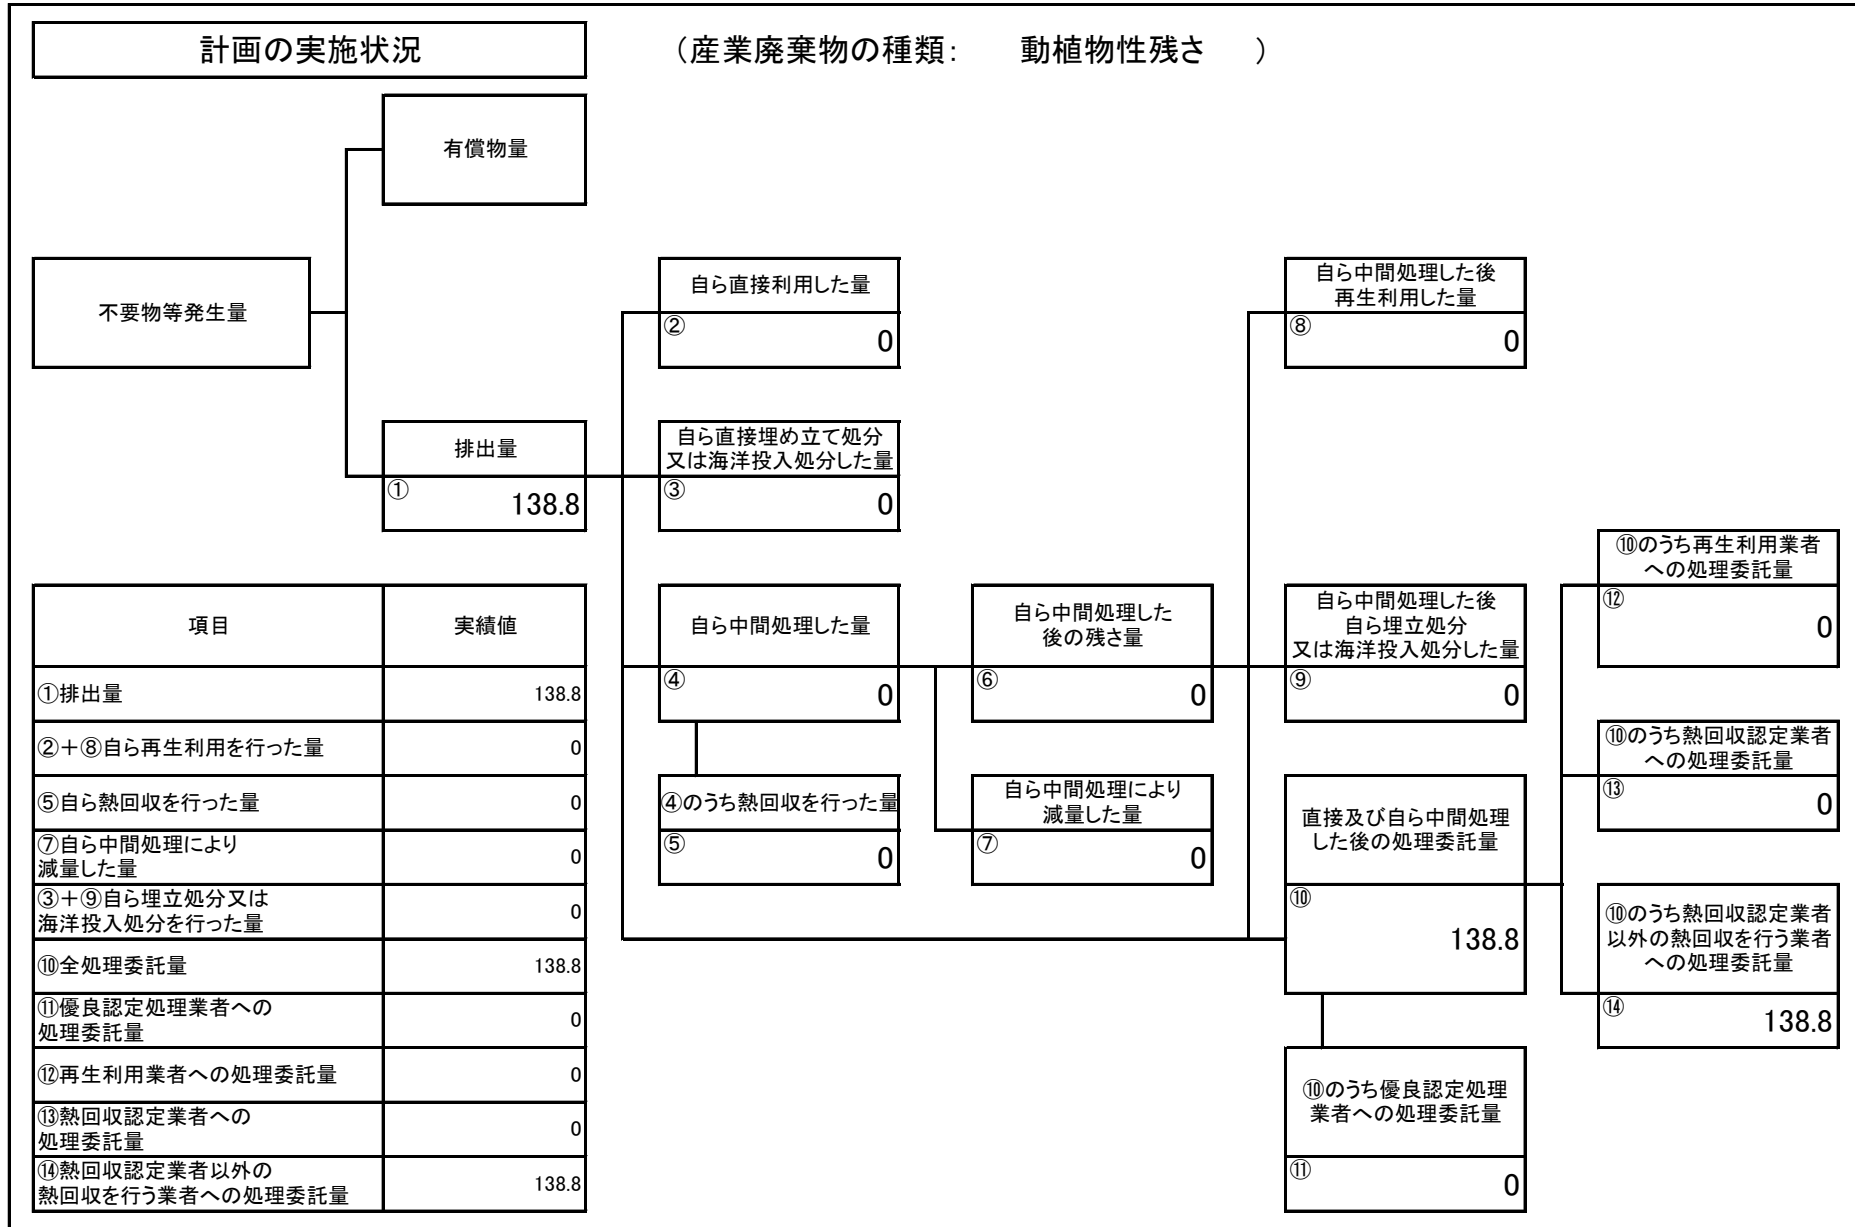 計画の実施状況
（産業廃棄物の種類： 動植物性残さ ）
有償物量
不要物等発生量
自ら直接利用した量
②
0
自ら中間処理した後
再生利用した量
⑧
0
排出量
①
138.8
自ら直接埋め立て処分
又は海洋投入処分した量
③
0
自ら中間処理した量
④
0
自ら中間処理した
後の残さ量
⑥
0
自ら中間処理した後
自ら埋立処分
又は海洋投入処分した量
⑨
0
⑩のうち再生利用業者
への処理委託量
⑫
0
④のうち熱回収を行った量
⑤
0
自ら中間処理により
減量した量
⑦
0
直接及び自ら中間処理
した後の処理委託量
⑩
138.8
⑩のうち熱回収認定業者
への処理委託量
⑬
0
⑩のうち熱回収認定業者
以外の熱回収を行う業者
への処理委託量
⑭
138.8
⑩のうち優良認定処理
業者への処理委託量
⑪
0
項目 実績値
①排出量 138.8
②＋⑧自ら再生利用を行った量 0
⑤自ら熱回収を行った量 0
⑦自ら中間処理により
減量した量 0
③＋⑨自ら埋立処分又は
海洋投入処分を行った量 0
⑩全処理委託量 138.8
⑪優良認定処理業者への
処理委託量 0
⑫再生利用業者への処理委託量 0
⑬熱回収認定業者への
処理委託量 0
⑭熱回収認定業者以外の
熱回収を行う業者への処理委託量 138.8